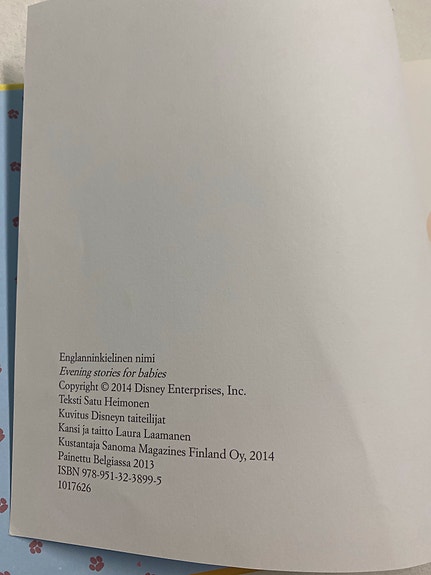 Englanninkielinen nimi
Evening stories for babies
Copyright © 2014 Disney Enterprises, Inc.
Teksti Satu Heimonen
Kuvitus Disneyn taiteilijat
Kansi ja taitto Laura Laamanen
Kustantaja Sanoma Magazines Finland Oy, 2014
Painettu Belgiassa 2013
ISBN 978-951-32-3899-5
1017626